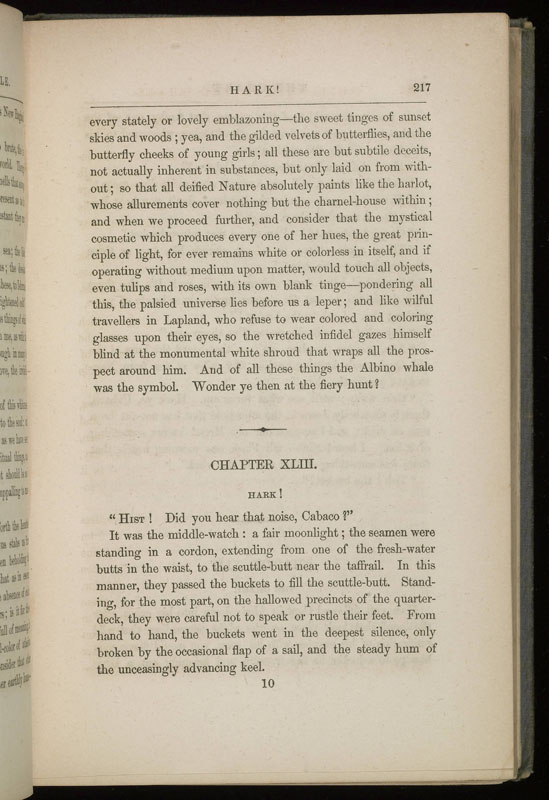 HARK! 217
every stately or lovely emblazoning—the sweet tinges of sunset
skies and woods ; yea, and the gilded velvets of butterflies, and the
butterfly cheeks of young girls ; all these are but subtile deceits,
not actually inherent in substances, but only laid on from with-
out ; so that all deified Nature absolutely paints like the harlot,
whose allurements cover nothing but the charnel-house within ;
and when we proceed further, and consider that the mystical
cosmetic which produces every one of her hues, the great prin-
ciple of light, for ever remains white or colorless in itself, and if
operating without medium upon matter, would touch all objects,
even tulips and roses, with its own blank tinge—pondering all
this, the palsied universe lies before us a leper ; and like wilful
travellers in Lapland, who refuse to wear colored and coloring
glasses upon their eyes, so the wretched infidel gazes himself
blind at the monumental white shroud that wraps all the pros-
pect around him. And of all these things the Albino whale
was the symbol. Wonder ye then at the fiery hunt ?
CHAPTER XLIII.
HARK !
“ HIST ! Did you hear that noise, Cabaco ?”
It was the middle-watch : a fair moonlight ; the seamen were
standing in a cordon, extending from one of the fresh-water
butts in the waist, to the scuttle-butt near the taffrail. In this
manner, they passed the buckets to fill the scuttle-butt. Stand-
ing, for the most part, on the hallowed precincts of the quarter-
deck, they were careful not to speak or rustle their feet. From
hand to hand, the buckets went in the deepest silence, only
broken by the occasional flap of a sail, and the steady hum of
the unceasingly advancing keel.
10